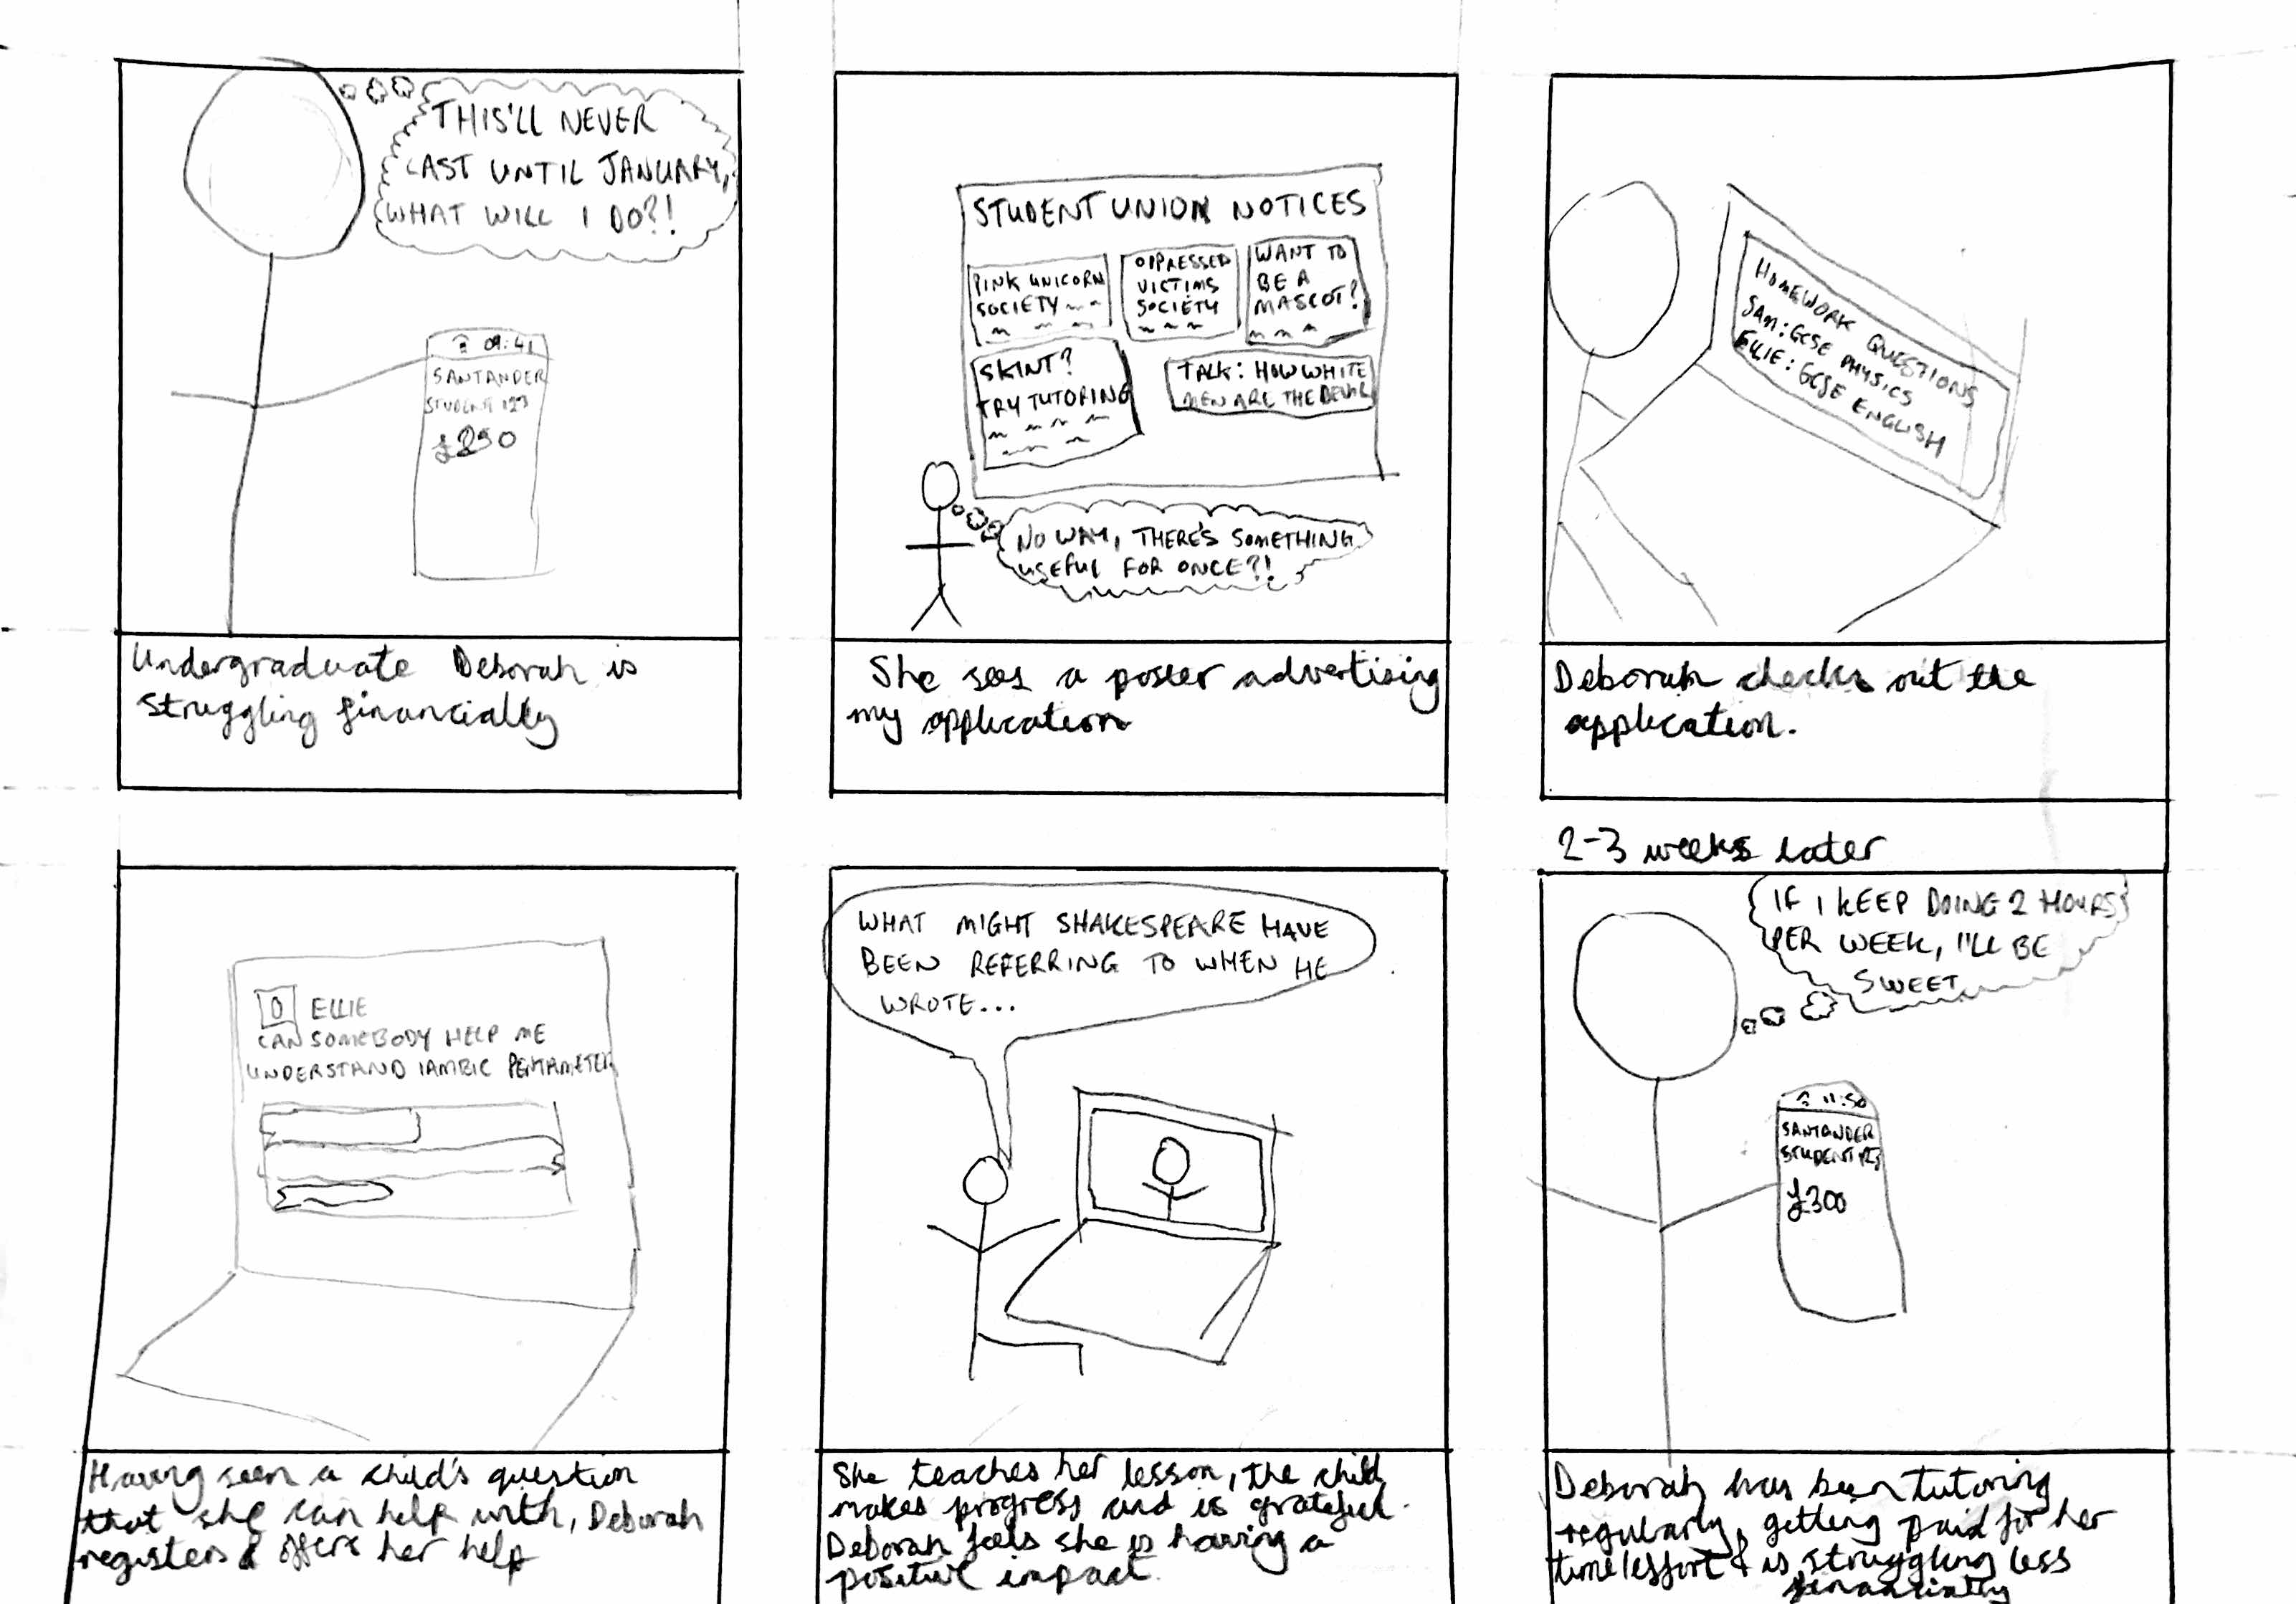 THIS'LL NEVER
LAST UNTIL JANUARY,
WHAT WILL I DO?!
09:41
SANTANDER
STUDENT 123
£250
Undergraduate Deborah is
struggling financially
STUDENT UNION NOTICES
PINK UNICORN
SOCIETY
OPPRESSED
VICTIMS
SOCIETY
WANT TO
BE A
MASCOT?
SKINT?
TRY TUTORING
TALK: HOW WHITE
MEN ARE THE DEVIL
NO WAY, THERE'S SOMETHING
USEFUL FOR ONCE?!
She sees a poster advertising
my application
HOMEWORK QUESTIONS
SAM: GCSE PHYSICS
ELLIE: GCSE ENGLISH
Deborah checks out the
application.
ELLIE
CAN SOMEBODY HELP ME
UNDERSTAND IAMBIC PENTAMETER
Having seen a child's question
that she can help with, Deborah
registers & offers her help
WHAT MIGHT SHAKESPEARE HAVE
BEEN REFERRING TO WHEN HE
WROTE...
She teaches her lesson, the child
makes progress and is grateful.
Deborah feels she is having a
positive impact.
2-3 weeks later
IF I KEEP DOING 2 HOURS
PER WEEK, I'LL BE
SWEET
11:50
SANTANDER
STUDENT 123
£300
Deborah has been tutoring
regularly, getting paid for her
time/effort & is struggling less
financially